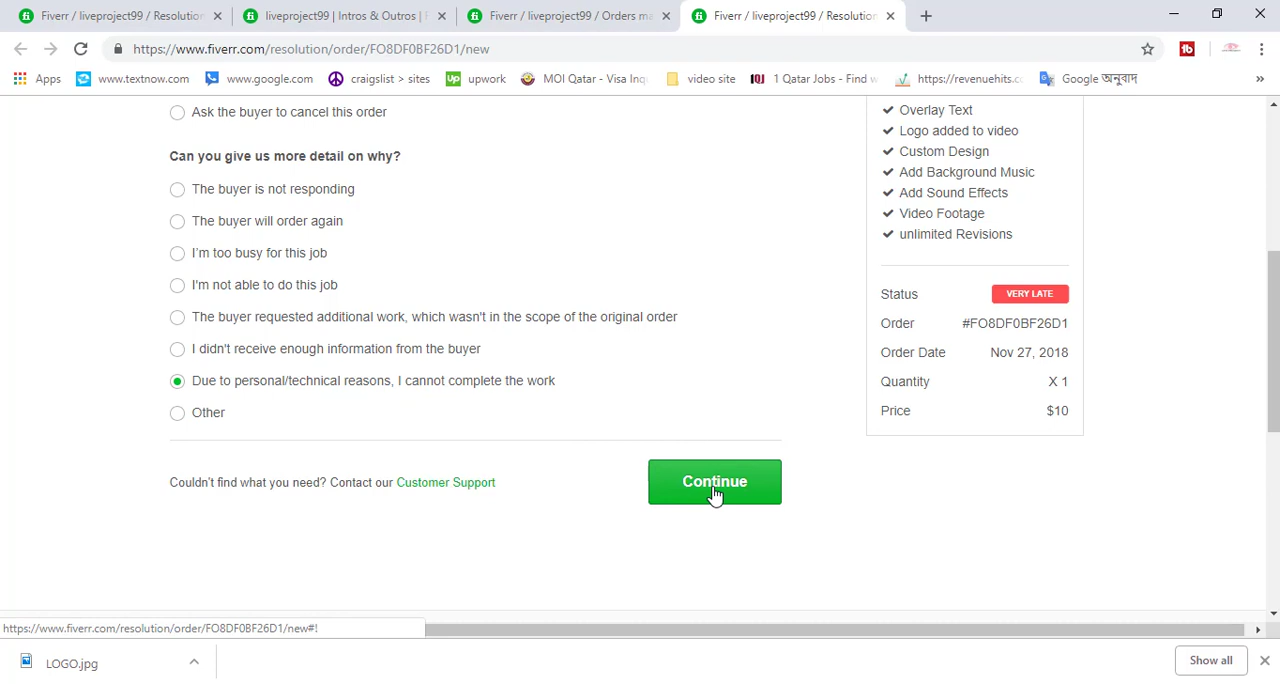 Fiverr / liveproject99 / Resolution
liveproject99 | Intros & Outros | F
Fiverr / liveproject99 / Orders ma
Fiverr / liveproject99 / Resolution
https://www.fiverr.com/resolution/order/FO8DF0BF26D1/new
Apps
www.textnow.com
www.google.com
craigslist > sites
upwork
MOI Qatar - Visa Inq
video site
1 Qatar Jobs - Find w
https://revenuehits.c
Google অনুবাদ
»
Ask the buyer to cancel this order
Can you give us more detail on why?
The buyer is not responding
The buyer will order again
I'm too busy for this job
I'm not able to do this job
The buyer requested additional work, which wasn't in the scope of the original order
I didn't receive enough information from the buyer
Due to personal/technical reasons, I cannot complete the work
Other
Couldn't find what you need? Contact our Customer Support
Continue
Overlay Text
Logo added to video
Custom Design
Add Background Music
Add Sound Effects
Video Footage
unlimited Revisions
Status VERY LATE
Order #FO8DF0BF26D1
Order Date Nov 27, 2018
Quantity X 1
Price $10
https://www.fiverr.com/resolution/order/FO8DF0BF26D1/new#!
LOGO.jpg
Show all